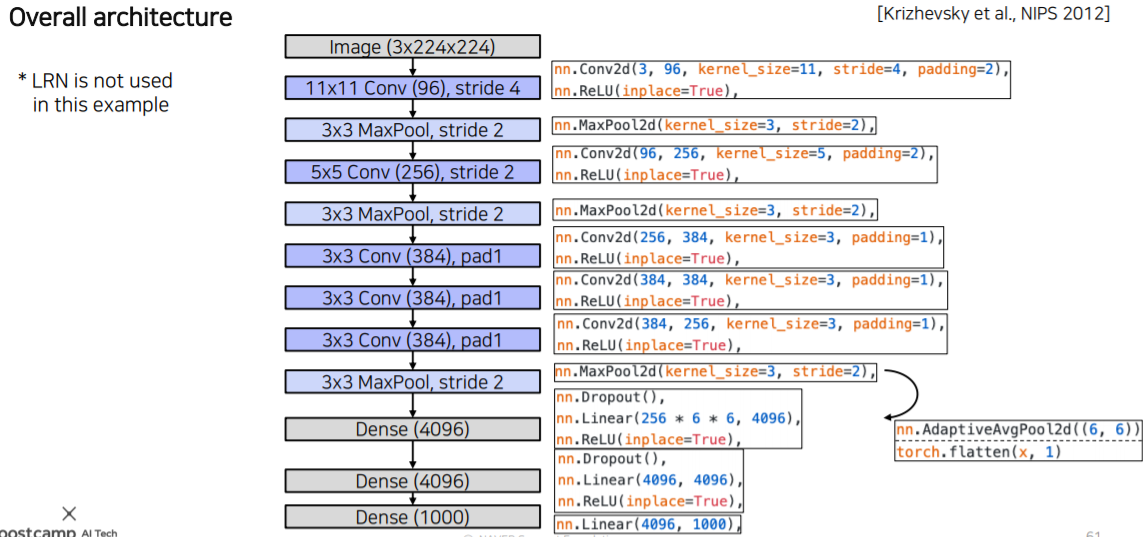 Overall architecture
[Krizhevsky et al., NIPS 2012]
* LRN is not used
in this example
Image (3x224x224)
11x11 Conv (96), stride 4
nn.Conv2d(3, 96, kernel_size=11, stride=4, padding=2),
nn.ReLU(inplace=True),
3x3 MaxPool, stride 2
nn.MaxPool2d(kernel_size=3, stride=2),
5x5 Conv (256), stride 2
nn.Conv2d(96, 256, kernel_size=5, padding=2),
nn.ReLU(inplace=True),
3x3 MaxPool, stride 2
nn.MaxPool2d(kernel_size=3, stride=2),
3x3 Conv (384), pad1
nn.Conv2d(256, 384, kernel_size=3, padding=1),
nn.ReLU(inplace=True),
3x3 Conv (384), pad1
nn.Conv2d(384, 384, kernel_size=3, padding=1),
nn.ReLU(inplace=True),
3x3 Conv (384), pad1
nn.Conv2d(384, 256, kernel_size=3, padding=1),
nn.ReLU(inplace=True),
3x3 MaxPool, stride 2
nn.MaxPool2d(kernel_size=3, stride=2),
nn.AdaptiveAvgPool2d((6, 6))
torch.flatten(x, 1)
Dense (4096)
nn.Dropout(),
nn.Linear(256 * 6 * 6, 4096),
nn.ReLU(inplace=True),
Dense (4096)
nn.Dropout(),
nn.Linear(4096, 4096),
nn.ReLU(inplace=True),
Dense (1000)
nn.Linear(4096, 1000),
oostcamp AI Tech
61